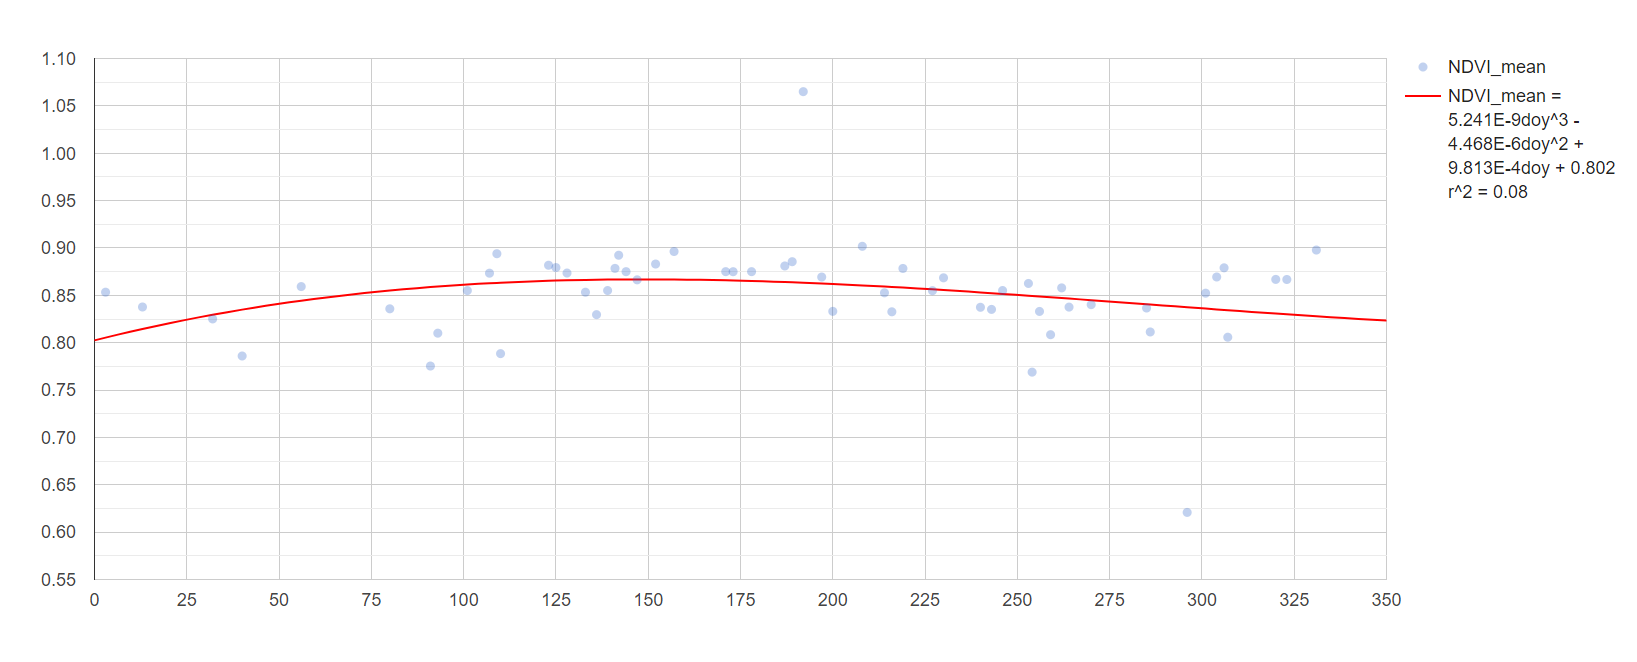 1.10
1.05
1.00
0.95
0.90
0.85
0.80
0.75
0.70
0.65
0.60
0.55
0 25 50 75 100 125 150 175 200 225 250 275 300 325 350
NDVI_mean
NDVI_mean =
5.241E-9doy^3 -
4.468E-6doy^2 +
9.813E-4doy + 0.802
r^2 = 0.08